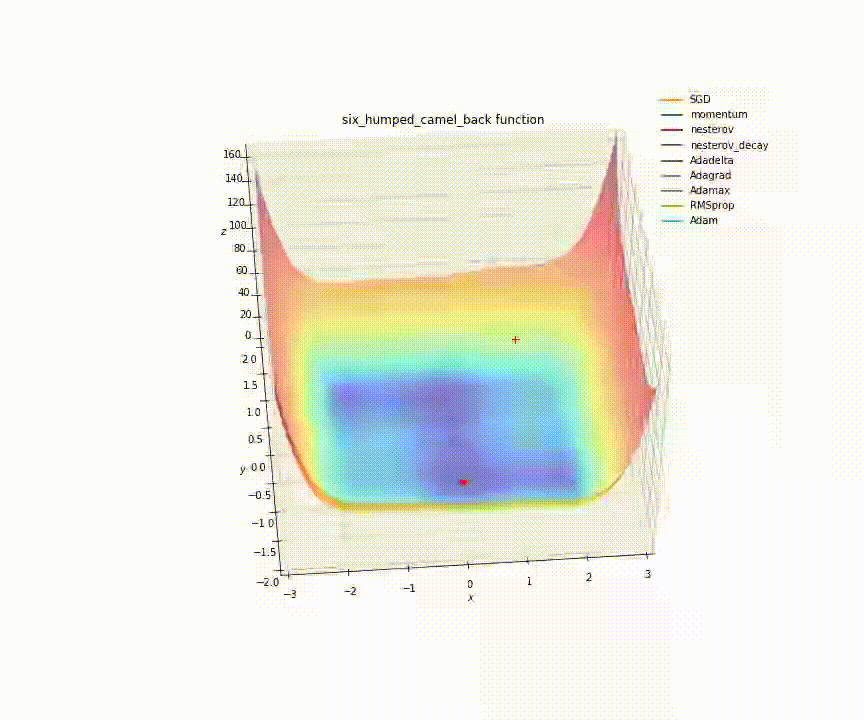 six_humped_camel_back function
SGD
momentum
nesterov
nesterov_decay
Adadelta
Adagrad
Adamax
RMSprop
Adam
160
140
120
100
80
60
40
20
0
z
2.0
1.5
1.0
0.5
0.0
−0.5
−1.0
−1.5
−2.0
y
−3
−2
−1
0
1
2
3
x